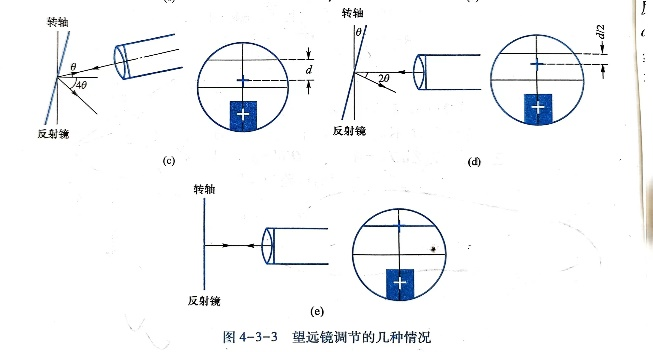 转轴
θ
4θ
反射镜
d
(c)
转轴
θ
2θ
反射镜
d/2
(d)
转轴
反射镜
(e)
图 4-3-3 望远镜调节的几种情况